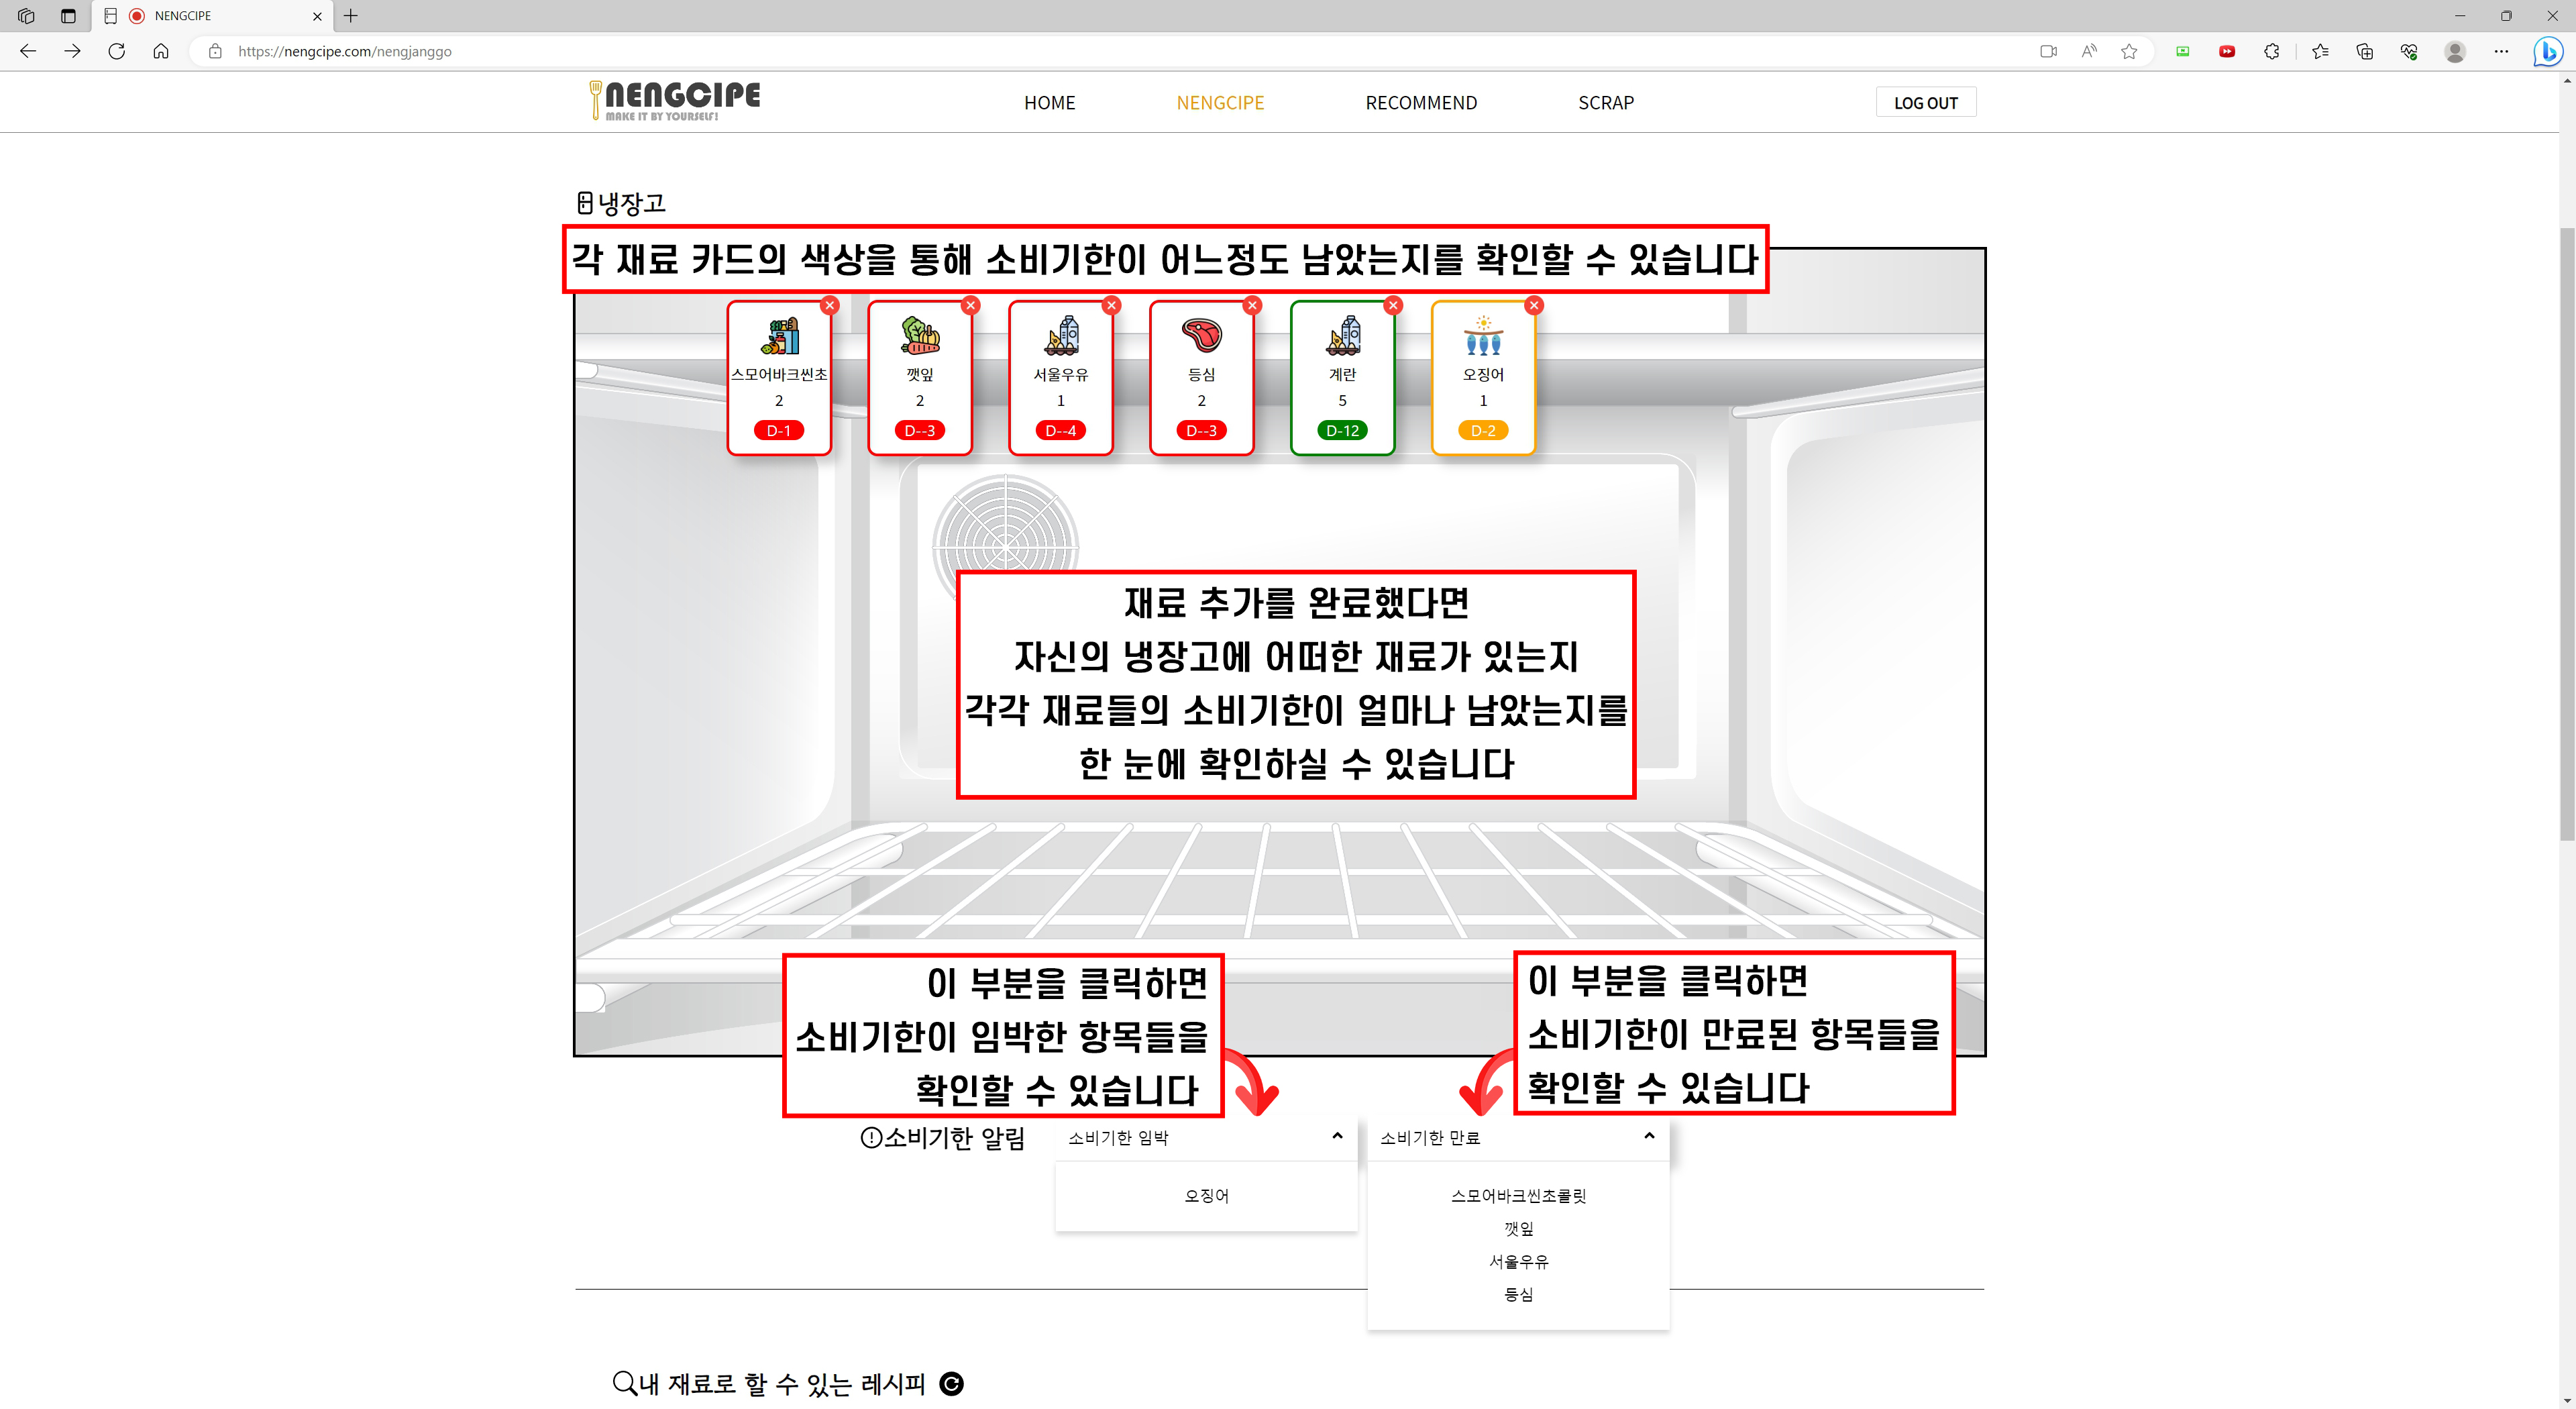 NENGCIPE
https://nengcipe.com/nengjanggo
NENGCIPE
MAKE IT BY YOURSELF!
HOME NENGCIPE RECOMMEND SCRAP LOG OUT
냉장고
각 재료 카드의 색상을 통해 소비기한이 어느정도 남았는지를 확인할 수 있습니다
스모어바크씬초 깻잎 서울우유 등심 계란 오징어
2 2 1 2 5 1
D-1 D--3 D--4 D--3 D-12 D-2
재료 추가를 완료했다면
자신의 냉장고에 어떠한 재료가 있는지
각각 재료들의 소비기한이 얼마나 남았는지를
한 눈에 확인하실 수 있습니다
이 부분을 클릭하면
소비기한이 임박한 항목들을
확인할 수 있습니다
이 부분을 클릭하면
소비기한이 만료된 항목들을
확인할 수 있습니다
소비기한 알림
소비기한 임박
오징어
소비기한 만료
스모어바크씬초콜릿
깻잎
서울우유
등심
내 재료로 할 수 있는 레시피